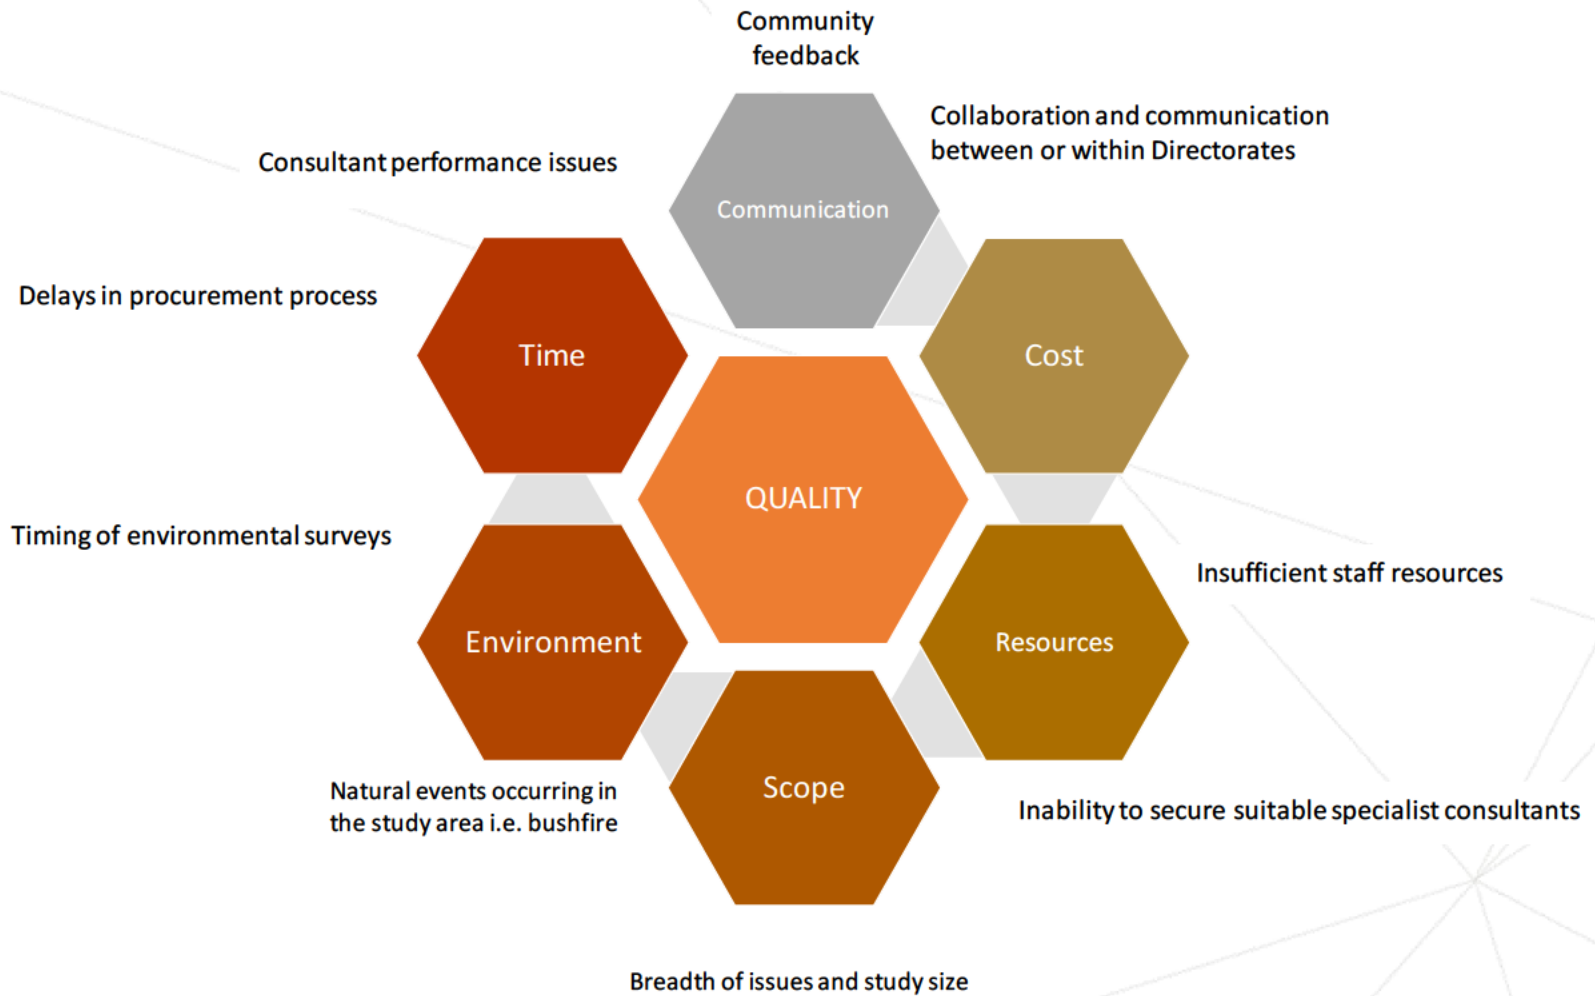 Community
feedback
Collaboration and communication
between or within Directorates
Consultant performance issues
Communication
Delays in procurement process
Time
Cost
QUALITY
Timing of environmental surveys
Insufficient staff resources
Environment
Resources
Natural events occurring in
the study area i.e. bushfire
Scope
Inability to secure suitable specialist consultants
Breadth of issues and study size